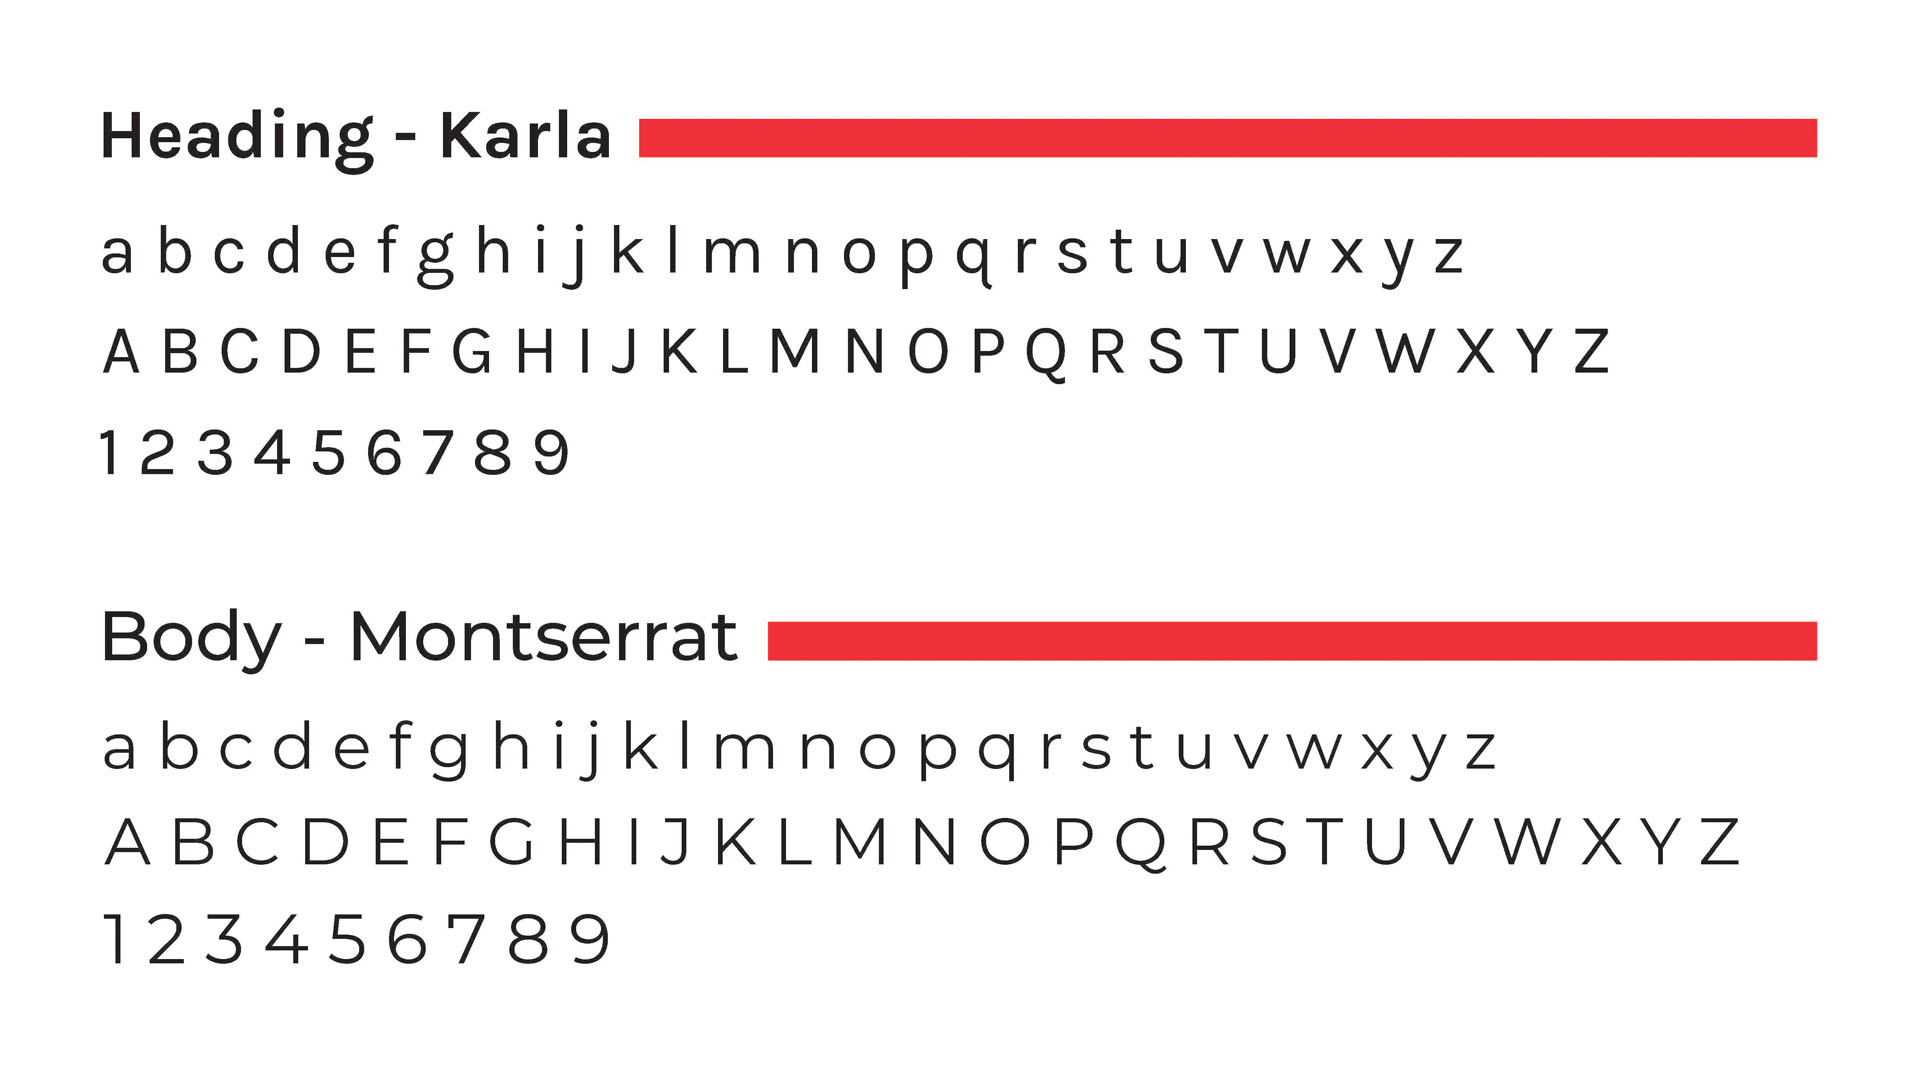 Heading - Karla
a b c d e f g h i j k l m n o p q r s t u v w x y z
A B C D E F G H I J K L M N O P Q R S T U V W X Y Z
1 2 3 4 5 6 7 8 9
Body - Montserrat
a b c d e f g h i j k l m n o p q r s t u v w x y z
A B C D E F G H I J K L M N O P Q R S T U V W X Y Z
1 2 3 4 5 6 7 8 9